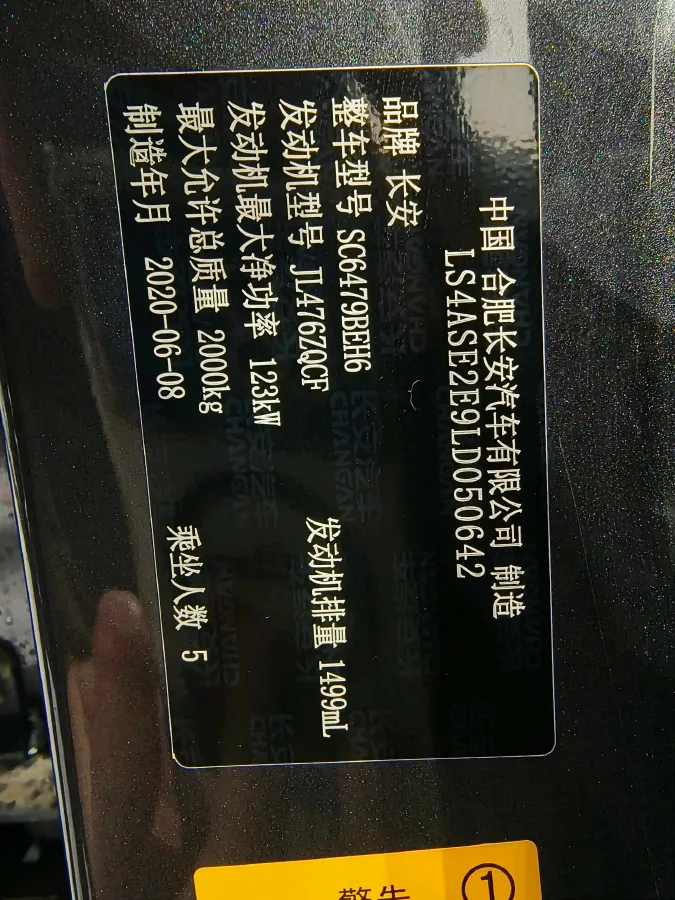 中国 合肥长安汽车有限公司 制造
LS4ASE2E9LD050642
品牌 长安
整车型号 SC6479BEH6
发动机型号 JL476ZQCF 发动机排量 1499mL
发动机最大净功率 123kW
最大允许总质量 2000kg
制造年月 2020-06-08 乘坐人数 5
警告 ①